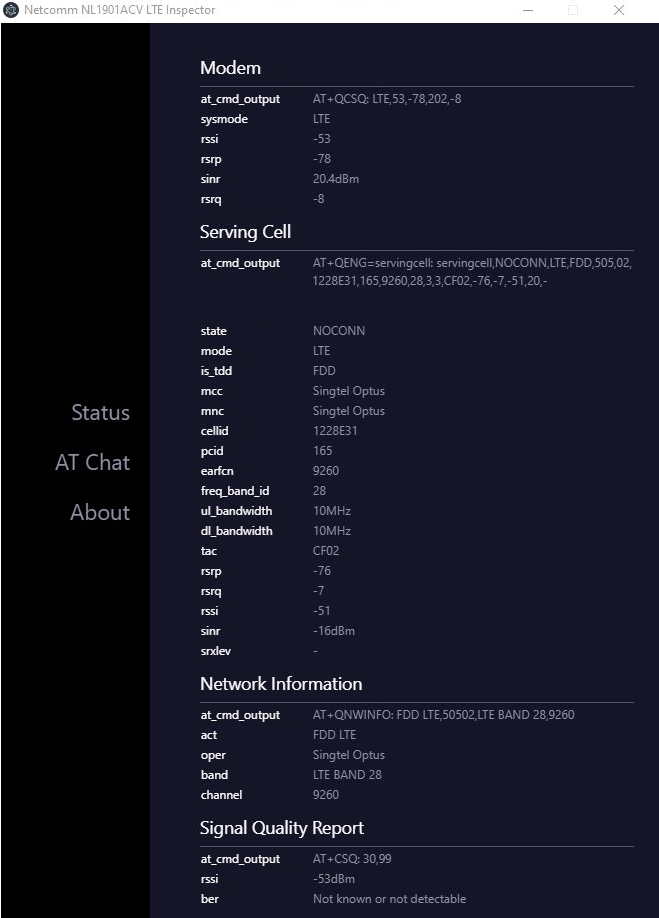 Netcomm NL1901ACV LTE Inspector
Status
AT Chat
About
Modem
at_cmd_output AT+QCSQ: LTE,53,-78,202,-8
sysmode LTE
rssi -53
rsrp -78
sinr 20.4dBm
rsrq -8
Serving Cell
at_cmd_output AT+QENG=servingcell: servingcell,NOCONN,LTE,FDD,505,02,
1228E31,165,9260,28,3,3,CF02,-76,-7,-51,20,-
state NOCONN
mode LTE
is_tdd FDD
mcc Singtel Optus
mnc Singtel Optus
cellid 1228E31
pcid 165
earfcn 9260
freq_band_id 28
ul_bandwidth 10MHz
dl_bandwidth 10MHz
tac CF02
rsrp -76
rsrq -7
rssi -51
sinr -16dBm
srxlev -
Network Information
at_cmd_output AT+QNWINFO: FDD LTE,50502,LTE BAND 28,9260
act FDD LTE
oper Singtel Optus
band LTE BAND 28
channel 9260
Signal Quality Report
at_cmd_output AT+CSQ: 30,99
rssi -53dBm
ber Not known or not detectable